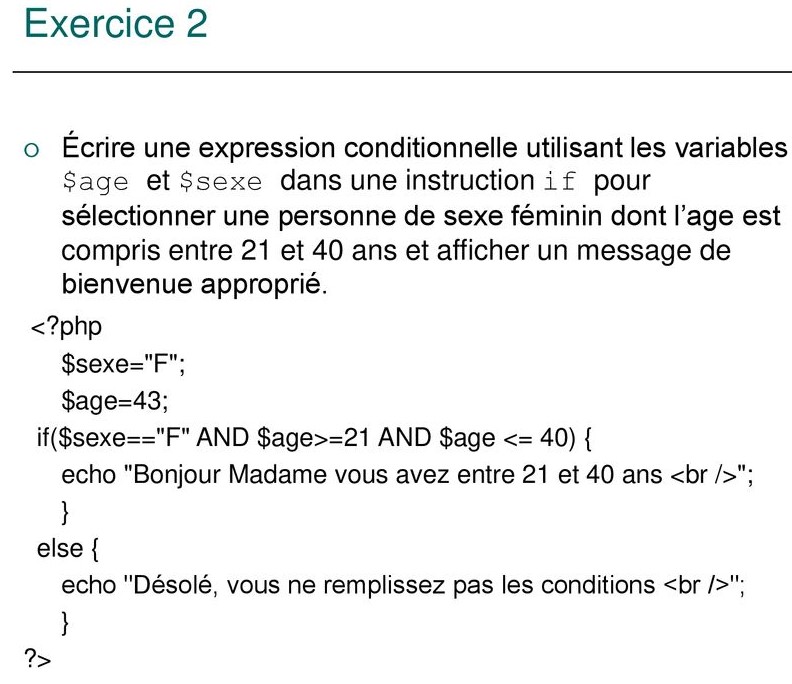 Exercice 2
o Écrire une expression conditionnelle utilisant les variables
$age et $sexe dans une instruction if pour
sélectionner une personne de sexe féminin dont l'age est
compris entre 21 et 40 ans et afficher un message de
bienvenue approprié.
<?php
$sexe="F";
$age=43;
if($sexe=="F" AND $age>=21 AND $age <= 40) {
echo "Bonjour Madame vous avez entre 21 et 40 ans <br />";
}
else {
echo "Désolé, vous ne remplissez pas les conditions <br />";
}
?>